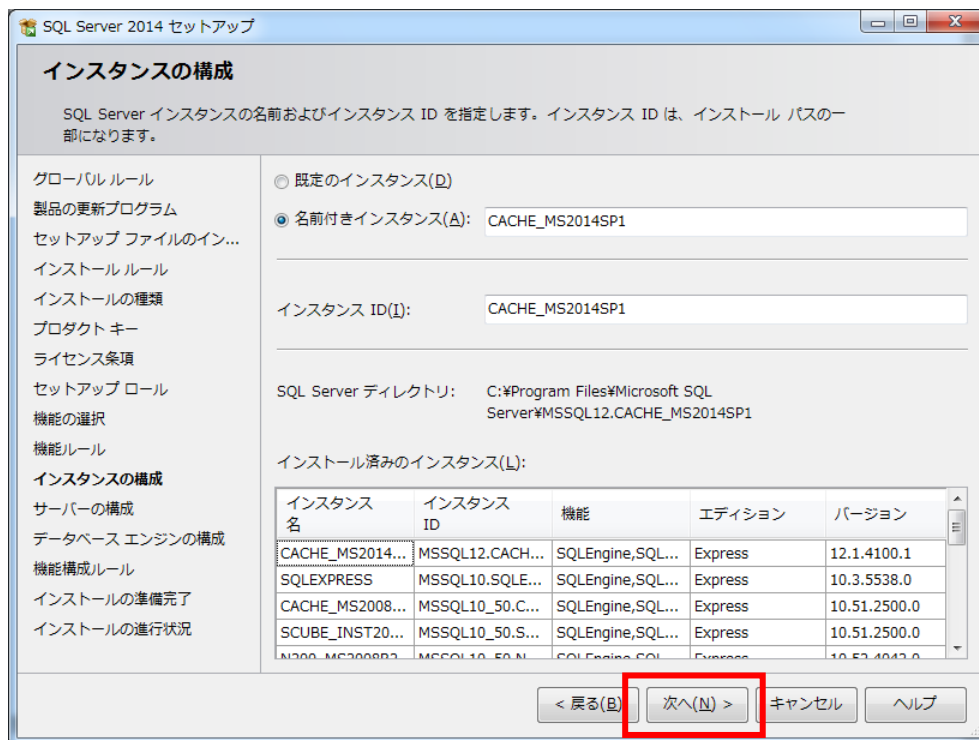 SQL Server 2014 セットアップ
インスタンスの構成
SQL Server インスタンスの名前およびインスタンス ID を指定します。インスタンス ID は、インストール パスの一
部になります。
グローバル ルール
製品の更新プログラム
セットアップ ファイルのイン...
インストール ルール
インストールの種類
プロダクト キー
ライセンス条項
セットアップ ロール
機能の選択
機能ルール
インスタンスの構成
サーバーの構成
データベース エンジンの構成
機能構成ルール
インストールの準備完了
インストールの進行状況
既定のインスタンス(D)
名前付きインスタンス(A): CACHE_MS2014SP1
インスタンス ID(I): CACHE_MS2014SP1
SQL Server ディレクトリ: C:¥Program Files¥Microsoft SQL
Server¥MSSQL12.CACHE_MS2014SP1
インストール済みのインスタンス(L):
インスタンス名 インスタンス ID 機能 エディション バージョン
CACHE_MS2014... MSSQL12.CACH... SQLEngine,SQL... Express 12.1.4100.1
SQLEXPRESS MSSQL10.SQLE... SQLEngine,SQL... Express 10.3.5538.0
CACHE_MS2008... MSSQL10_50.C... SQLEngine,SQL... Express 10.51.2500.0
SCUBE_INST20... MSSQL10_50.S... SQLEngine,SQL... Express 10.51.2500.0
N200_MS2008R2 MSSQL10_50.N SQLEngine,SQL Express 10.52.4042.0
< 戻る(B) 次へ(N) > キャンセル ヘルプ